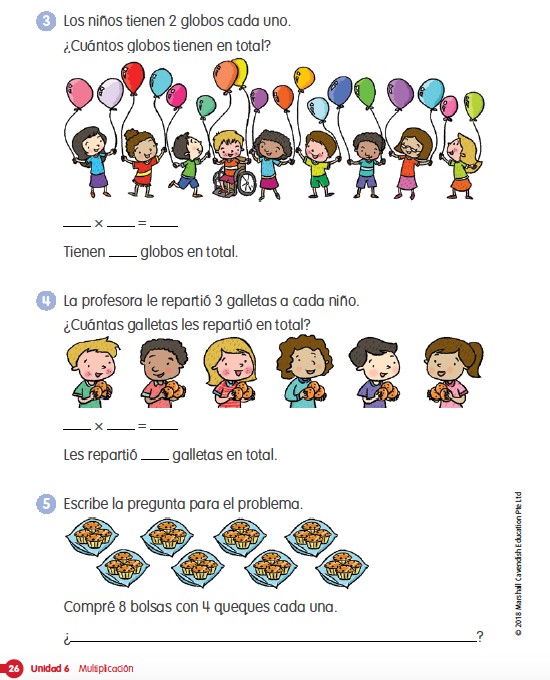 3 Los niños tienen 2 globos cada uno.
¿Cuántos globos tienen en total?
____ × ____ = ____
Tienen ____ globos en total.
4 La profesora le repartió 3 galletas a cada niño.
¿Cuántas galletas les repartió en total?
____ × ____ = ____
Les repartió ____ galletas en total.
5 Escribe la pregunta para el problema.
Compré 8 bolsas con 4 queques cada una.
¿____________________________________________?
© 2018 Marshall Cavendish Education Pte Ltd
26 Unidad 6 Multiplicación